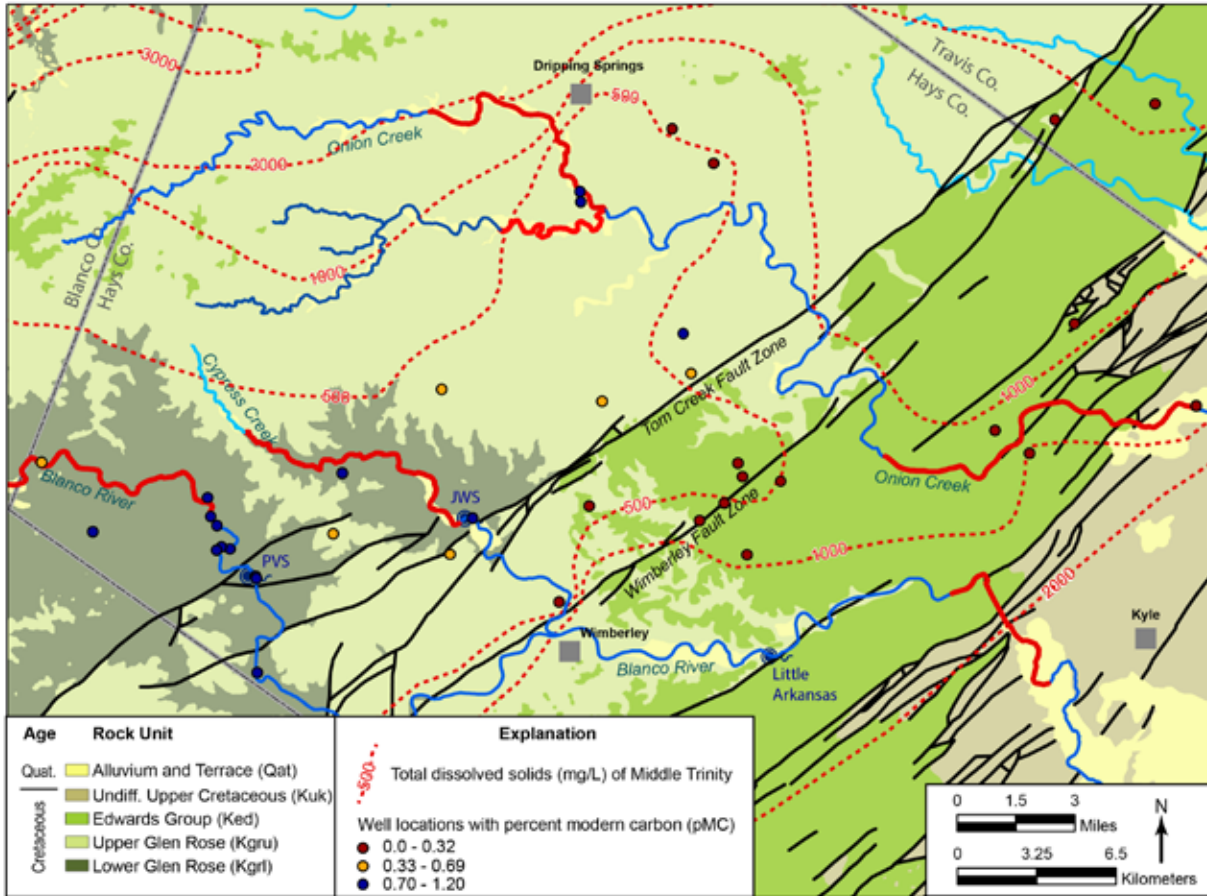 3000
Dripping Springs
Travis Co.
Hays Co.
599
Onion Creek
2000
Blanco Co.
Hays Co.
1000
Cypress Creek
500
Tom Creek Fault Zone
1000
Blanco River
JWS
500
Onion Creek
Wimberley Fault Zone
1000
PVS
2000
Kyle
Wimberley
Blanco River
Little
Arkansas
Age Rock Unit
Quat. Alluvium and Terrace (Qat)
Cretaceous
Undiff. Upper Cretaceous (Kuk)
Edwards Group (Ked)
Upper Glen Rose (Kgru)
Lower Glen Rose (Kgrl)
Explanation
500 Total dissolved solids (mg/L) of Middle Trinity
Well locations with percent modern carbon (pMC)
0.0 - 0.32
0.33 - 0.69
0.70 - 1.20
0 1.5 3
Miles
0 3.25 6.5
Kilometers
N